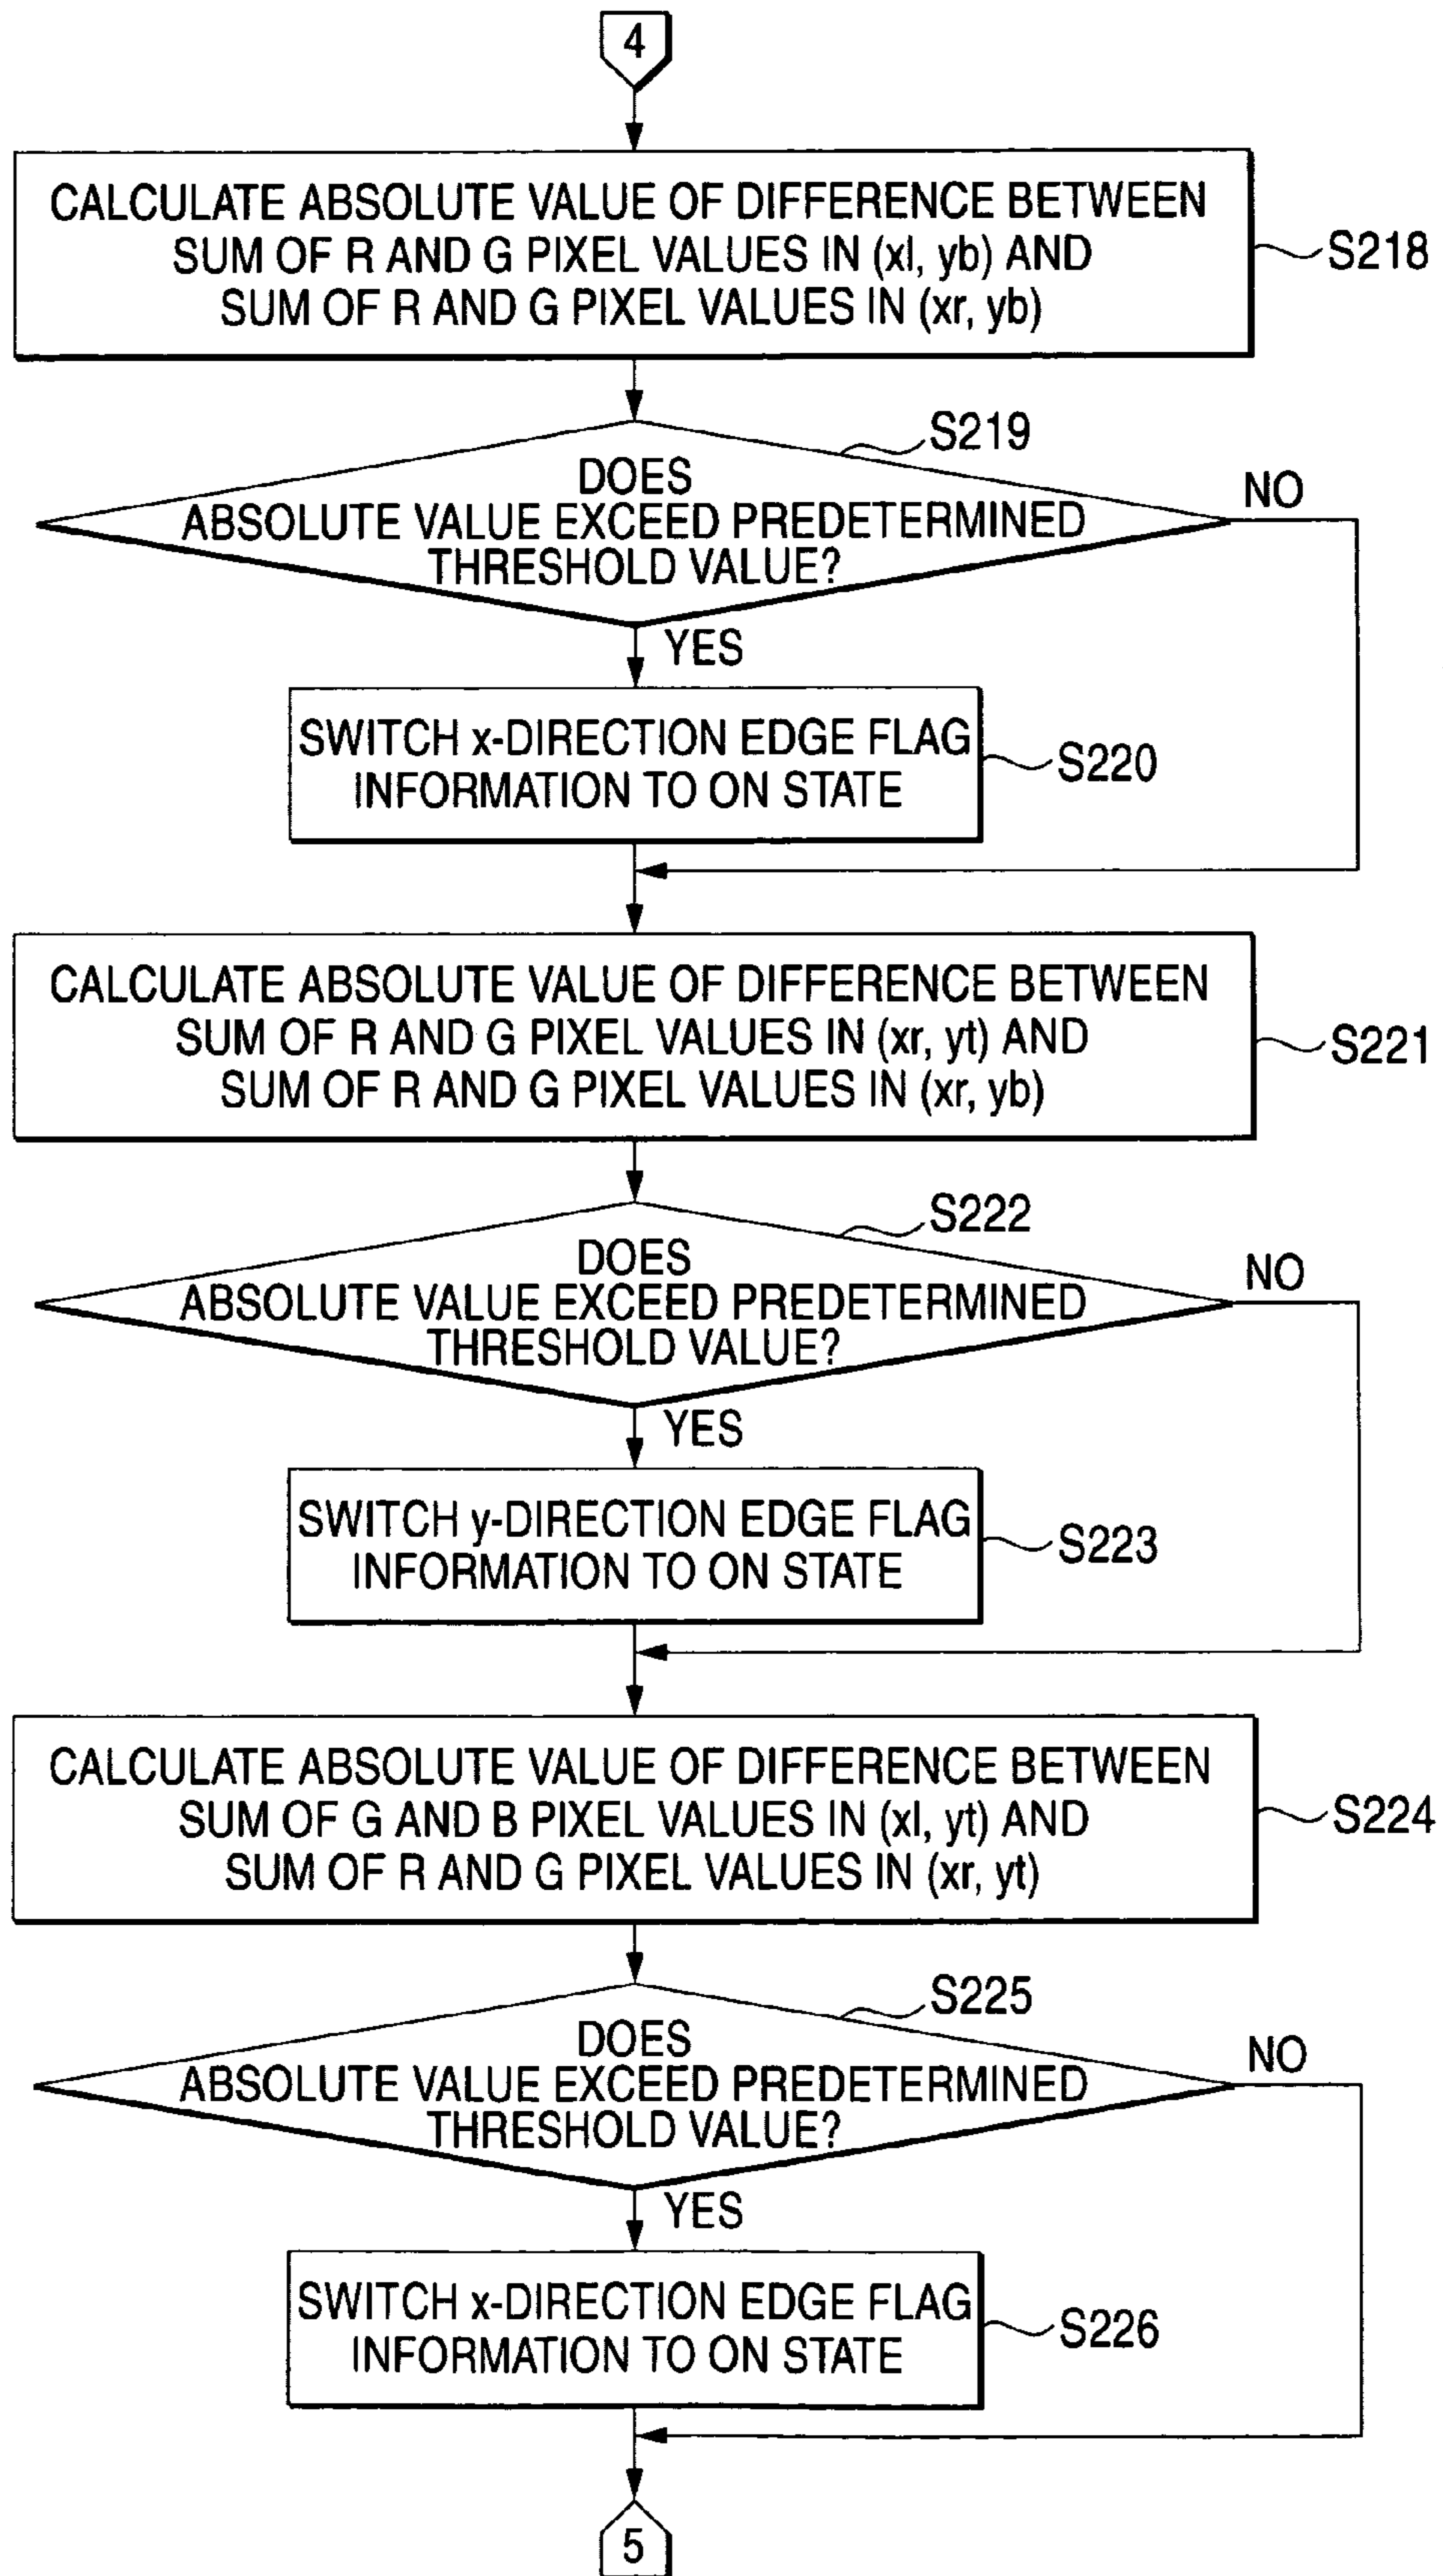 4
CALCULATE ABSOLUTE VALUE OF DIFFERENCE BETWEEN
SUM OF R AND G PIXEL VALUES IN (xl, yb) AND
SUM OF R AND G PIXEL VALUES IN (xr, yb)
S218
S219
DOES
ABSOLUTE VALUE EXCEED PREDETERMINED
THRESHOLD VALUE?
NO
YES
SWITCH x-DIRECTION EDGE FLAG
INFORMATION TO ON STATE
S220
CALCULATE ABSOLUTE VALUE OF DIFFERENCE BETWEEN
SUM OF R AND G PIXEL VALUES IN (xr, yt) AND
SUM OF R AND G PIXEL VALUES IN (xr, yb)
S221
S222
DOES
ABSOLUTE VALUE EXCEED PREDETERMINED
THRESHOLD VALUE?
NO
YES
SWITCH y-DIRECTION EDGE FLAG
INFORMATION TO ON STATE
S223
CALCULATE ABSOLUTE VALUE OF DIFFERENCE BETWEEN
SUM OF G AND B PIXEL VALUES IN (xl, yt) AND
SUM OF R AND G PIXEL VALUES IN (xr, yt)
S224
S225
DOES
ABSOLUTE VALUE EXCEED PREDETERMINED
THRESHOLD VALUE?
NO
YES
SWITCH x-DIRECTION EDGE FLAG
INFORMATION TO ON STATE
S226
5